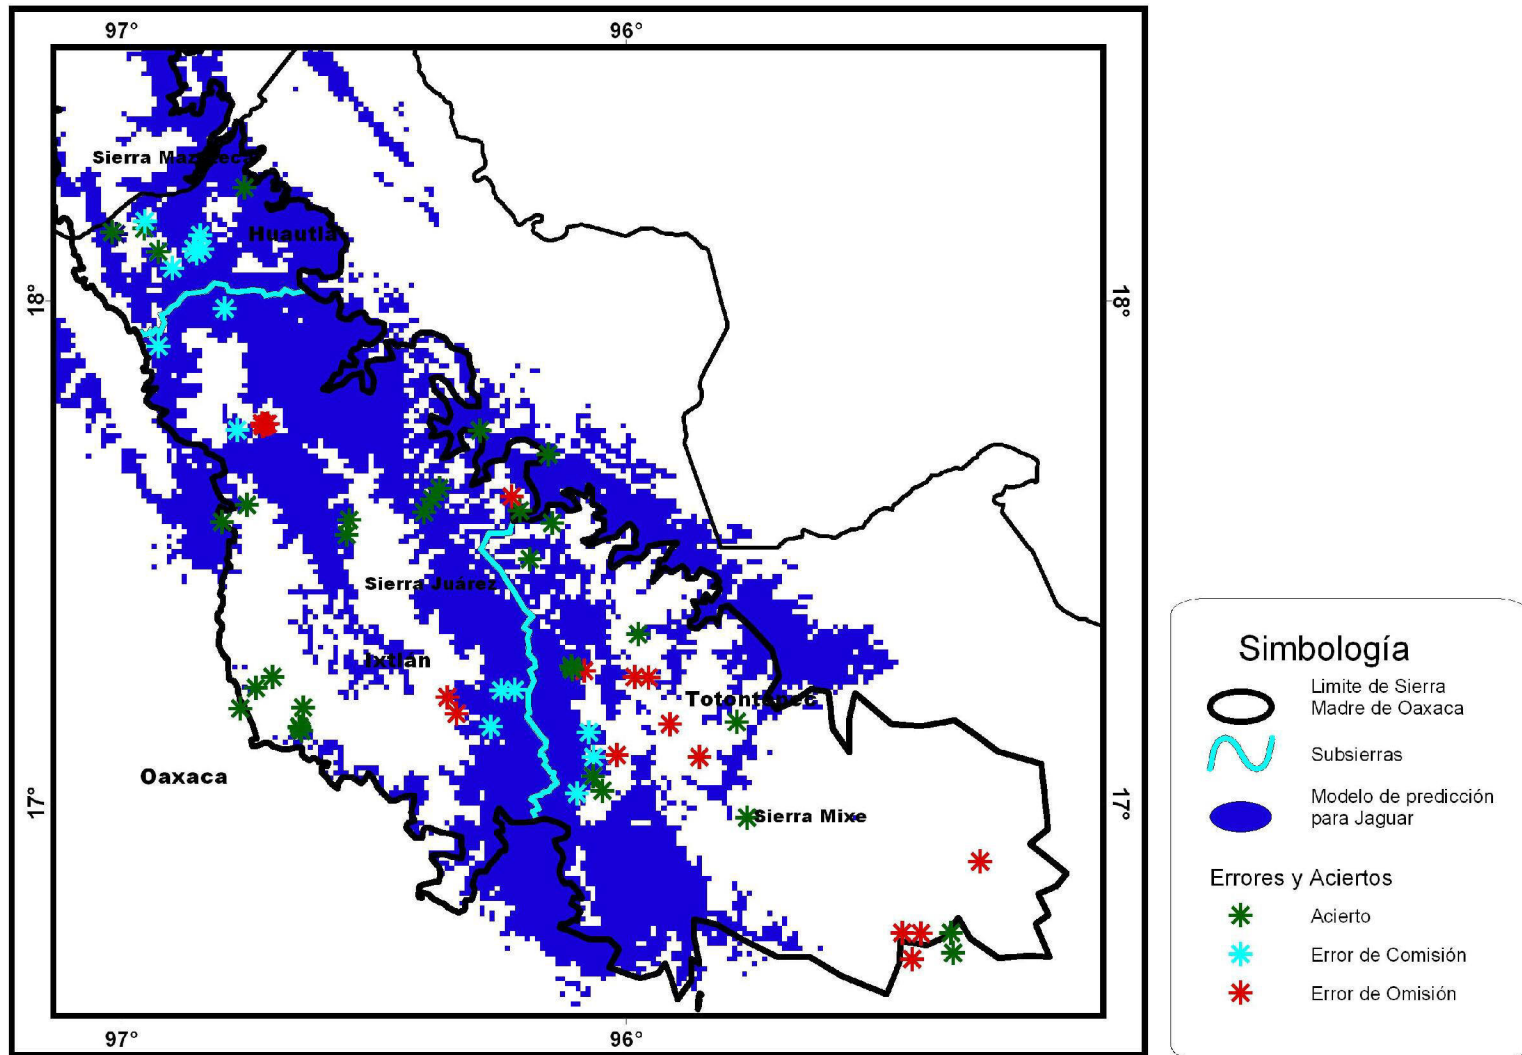 97°
96°
Sierra Mazateca
Huautla
18°
18°
Sierra Juárez
Ixtlán
Totontepec
Oaxaca
17°
17°
Sierra Mixe
97°
96°
Simbología
Limite de Sierra
Madre de Oaxaca
Subsierras
Modelo de predicción
para Jaguar
Errores y Aciertos
Acierto
Error de Comisión
Error de Omisión